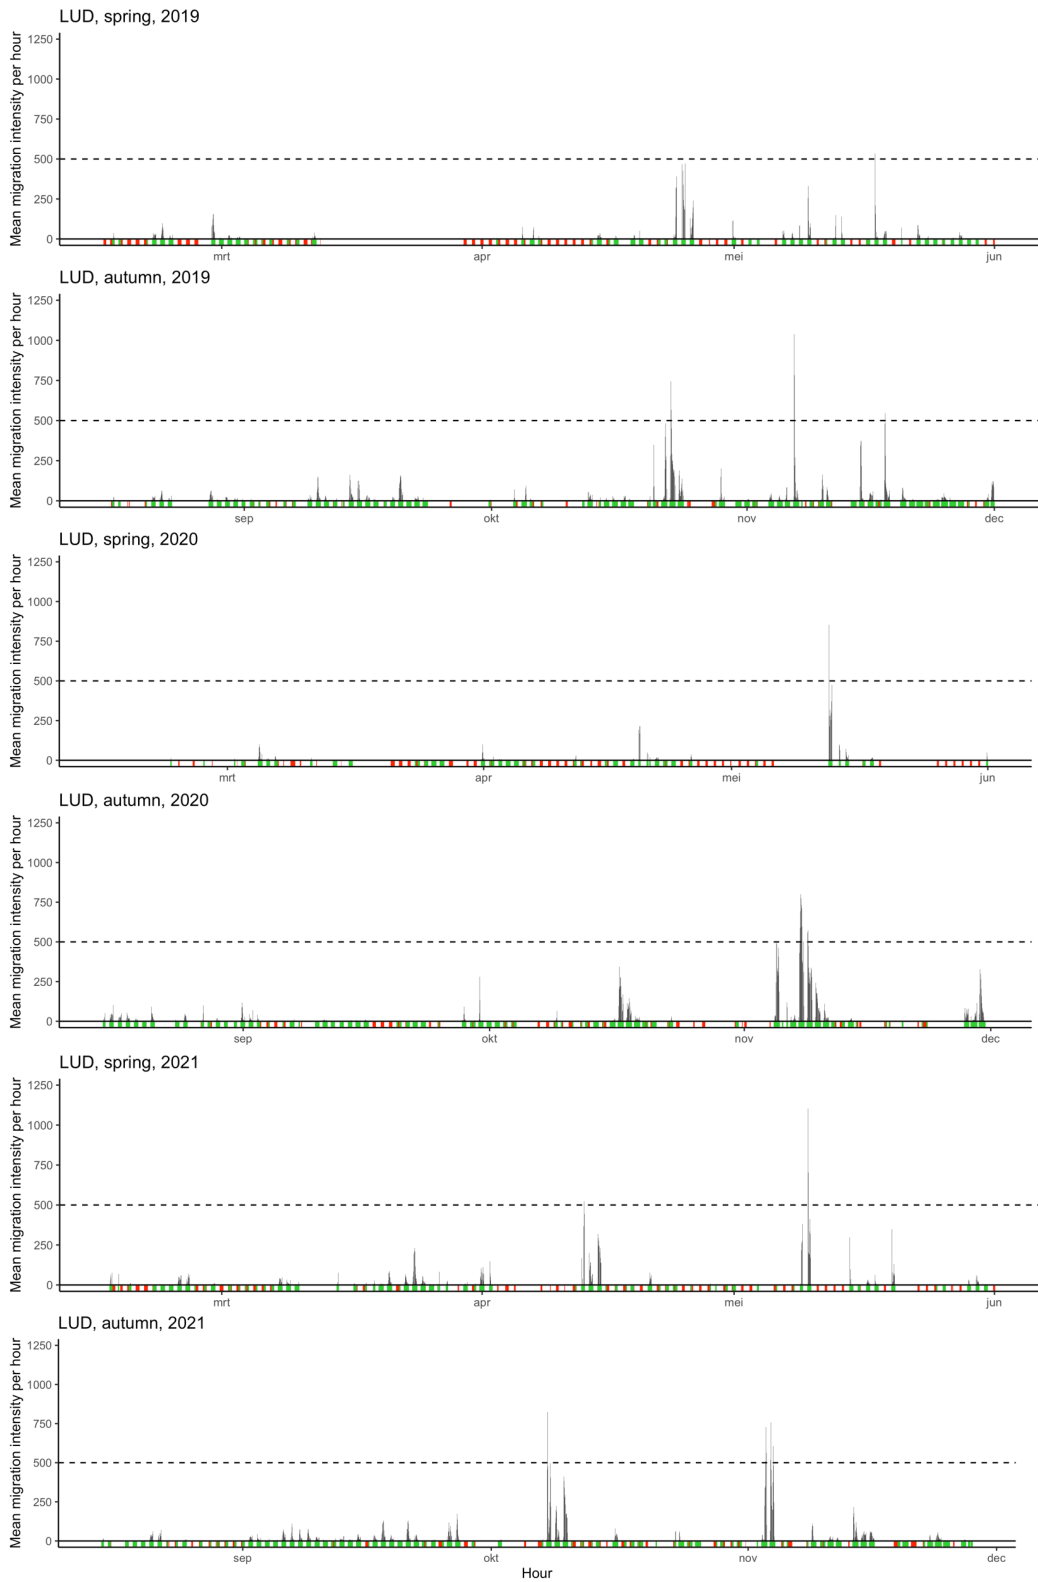 LUD, spring, 2019
Mean migration intensity per hour
1250
1000
750
500
250
0
mrt apr mei jun
LUD, autumn, 2019
Mean migration intensity per hour
1250
1000
750
500
250
0
sep okt nov dec
LUD, spring, 2020
Mean migration intensity per hour
1250
1000
750
500
250
0
mrt apr mei jun
LUD, autumn, 2020
Mean migration intensity per hour
1250
1000
750
500
250
0
sep okt nov dec
LUD, spring, 2021
Mean migration intensity per hour
1250
1000
750
500
250
0
mrt apr mei jun
LUD, autumn, 2021
Mean migration intensity per hour
1250
1000
750
500
250
0
sep okt nov dec
Hour